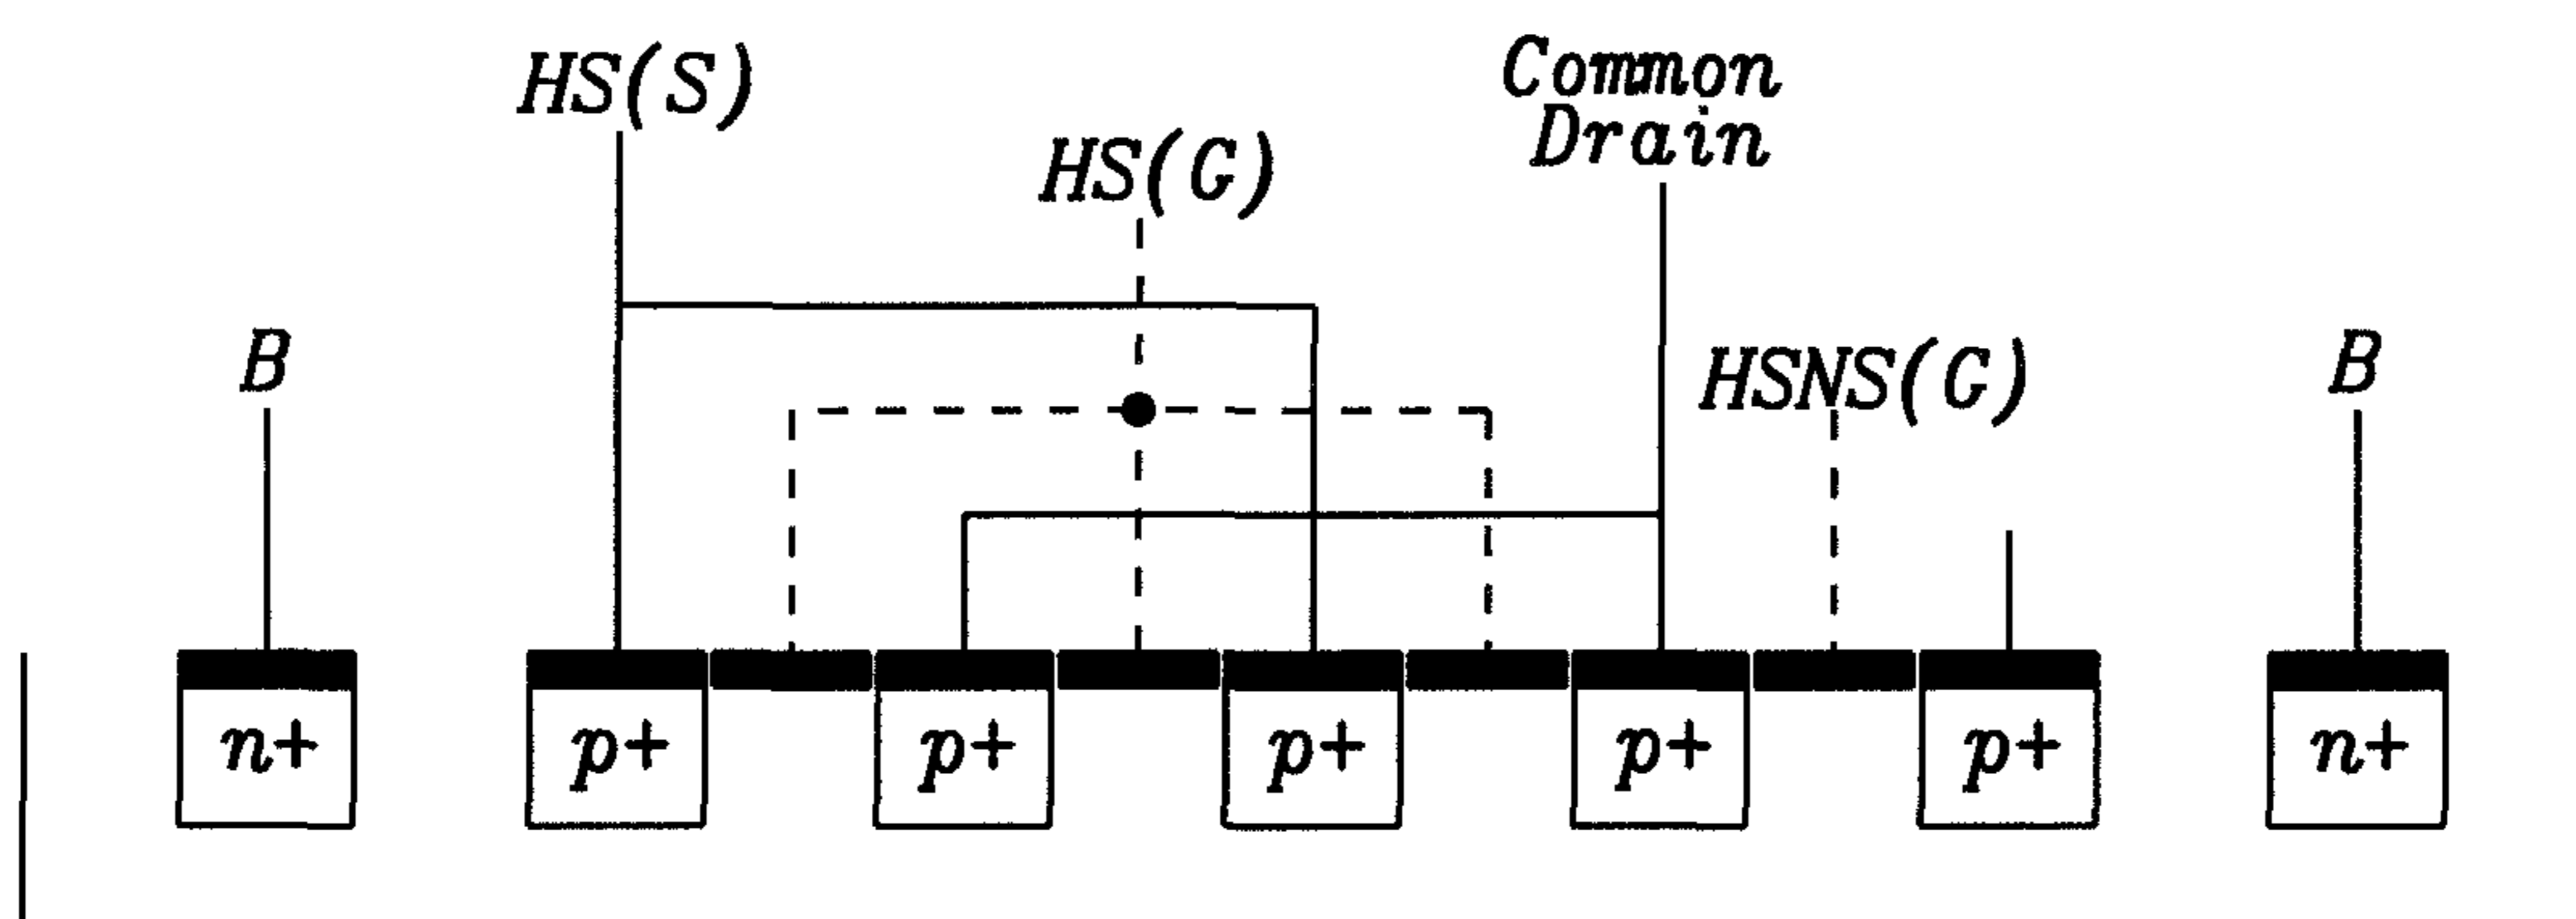 HS(S)
Common
Drain
HS(G)
B
HSNS(G)
B
n+
p+
p+
p+
p+
p+
n+